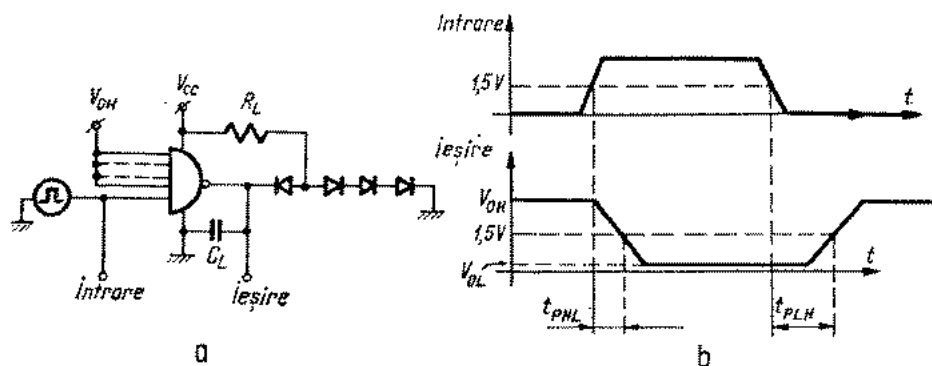 V_OH
V_CC
R_L
C_L
Intrare
Ieșire
a
Intrare
1,5V
t
ieșire
V_OH
1,5V
V_OL
t
t_PHL
t_PLH
b